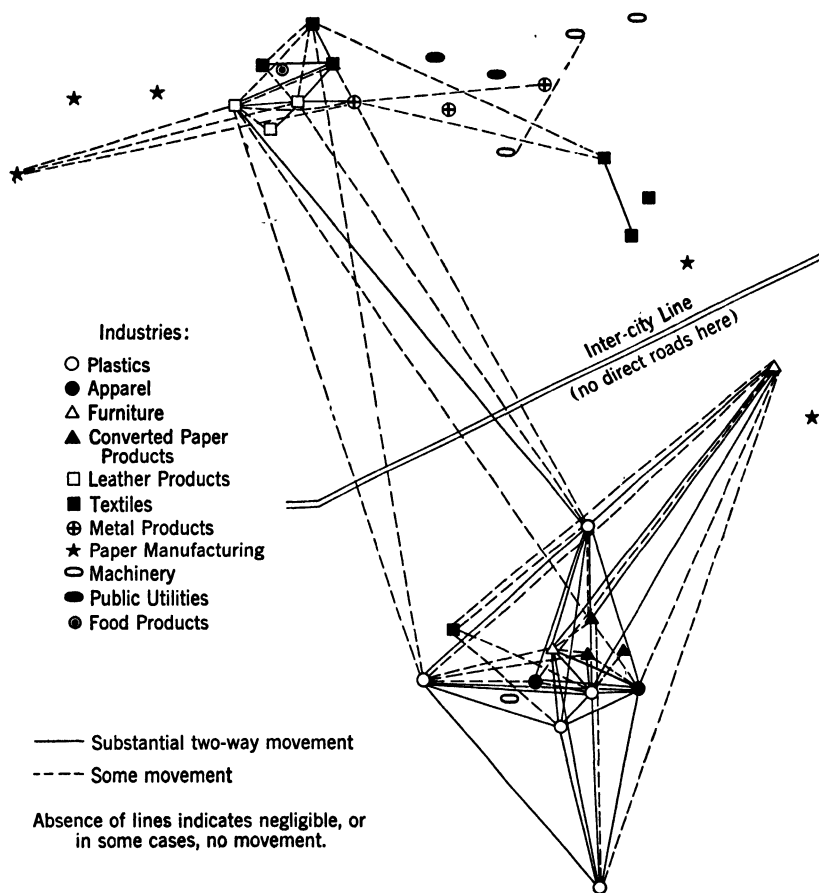 Inter-city Line
(no direct roads here)
Industries:
Plastics
Apparel
Furniture
Converted Paper
Products
Leather Products
Textiles
Metal Products
Paper Manufacturing
Machinery
Public Utilities
Food Products
Substantial two-way movement
Some movement
Absence of lines indicates negligible, or
in some cases, no movement.